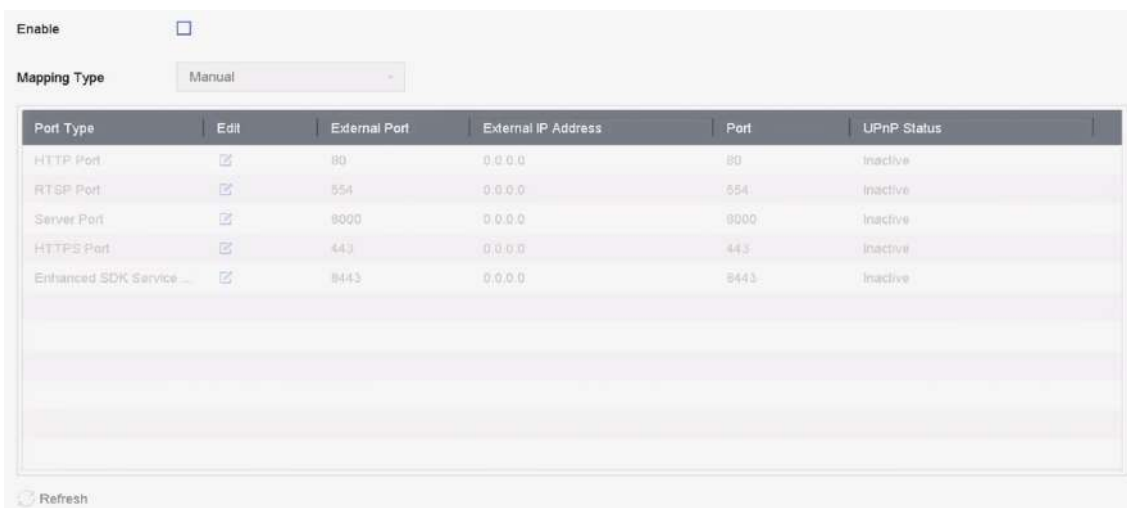 Enable
Mapping Type Manual
Port Type Edit External Port External IP Address Port UPnP Status
HTTP Port 80 0.0.0.0 80 Inactive
RTSP Port 554 0.0.0.0 554 Inactive
Server Port 8000 0.0.0.0 8000 Inactive
HTTPS Port 443 0.0.0.0 443 Inactive
Enhanced SDK Service ... 8443 0.0.0.0 8443 Inactive
Refresh